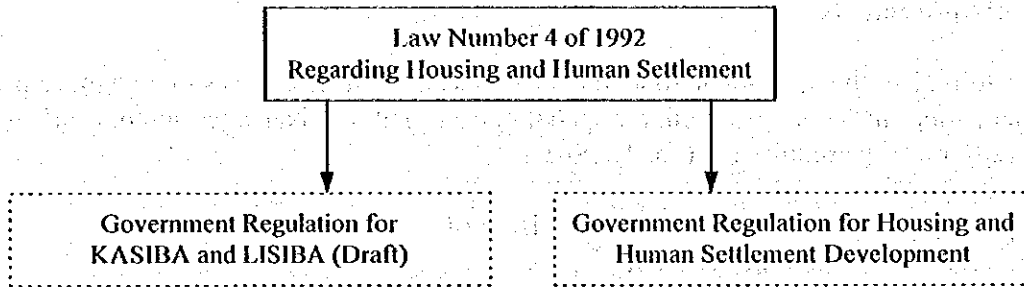 Law Number 4 of 1992
Regarding Housing and Human Settlement
Government Regulation for
KASIBA and LISIBA (Draft)
Government Regulation for Housing and
Human Settlement Development